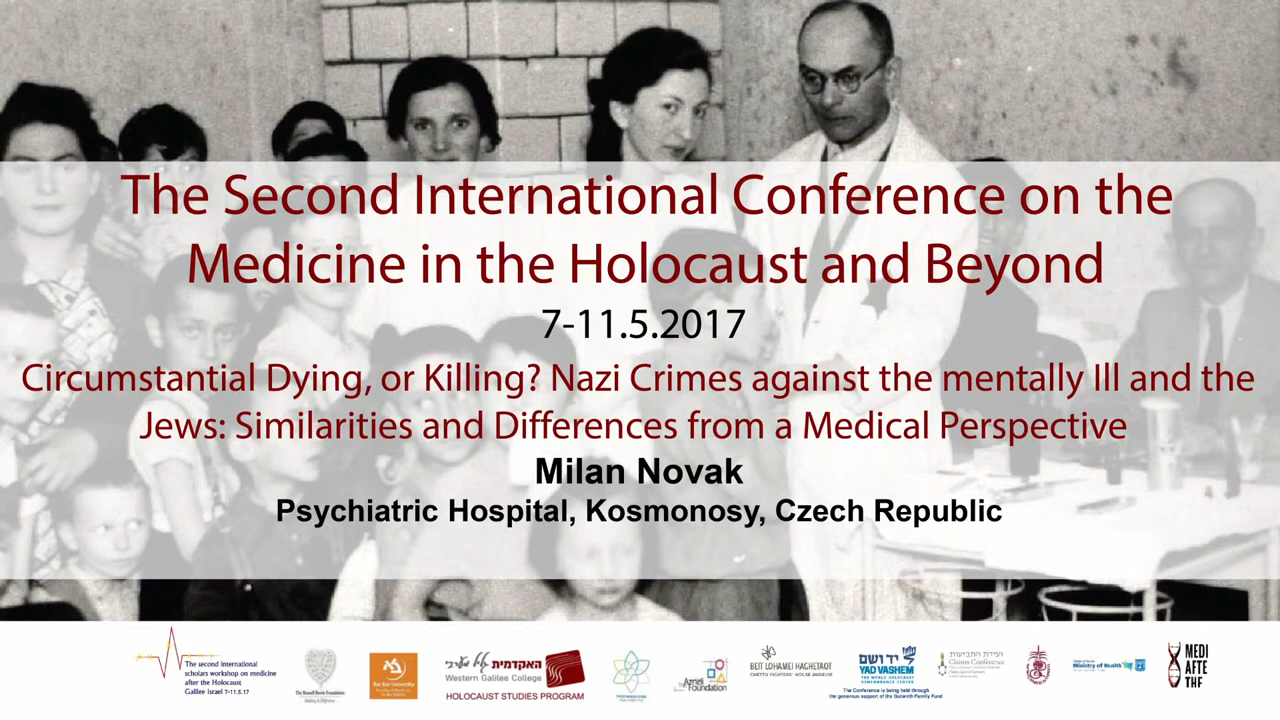 The Second International Conference on the
Medicine in the Holocaust and Beyond
7-11.5.2017
Circumstantial Dying, or Killing? Nazi Crimes against the mentally Ill and the
Jews: Similarities and Differences from a Medical Perspective
Milan Novak
Psychiatric Hospital, Kosmonosy, Czech Republic
The second international
scholars workshop on medicine
after the Holocaust
Galilee Israel 7-11.5.17
Bar-Ilan University
האקדמית גליל מערבי
Western Galilee College
HOLOCAUST STUDIES PROGRAM
Azrieli
Foundation
BEIT LOHAMEI HAGHETAOT
GHETTO FIGHTERS' HOUSE MUSEUM
יד ושם
YAD VASHEM
THE WORLD HOLOCAUST
REMEMBRANCE CENTER
The Conference is being held through
the generous support of the Gutwirth Family Fund
ועידת התביעות
Claims Conference
Ministry of Health
MEDI
AFTE
THF